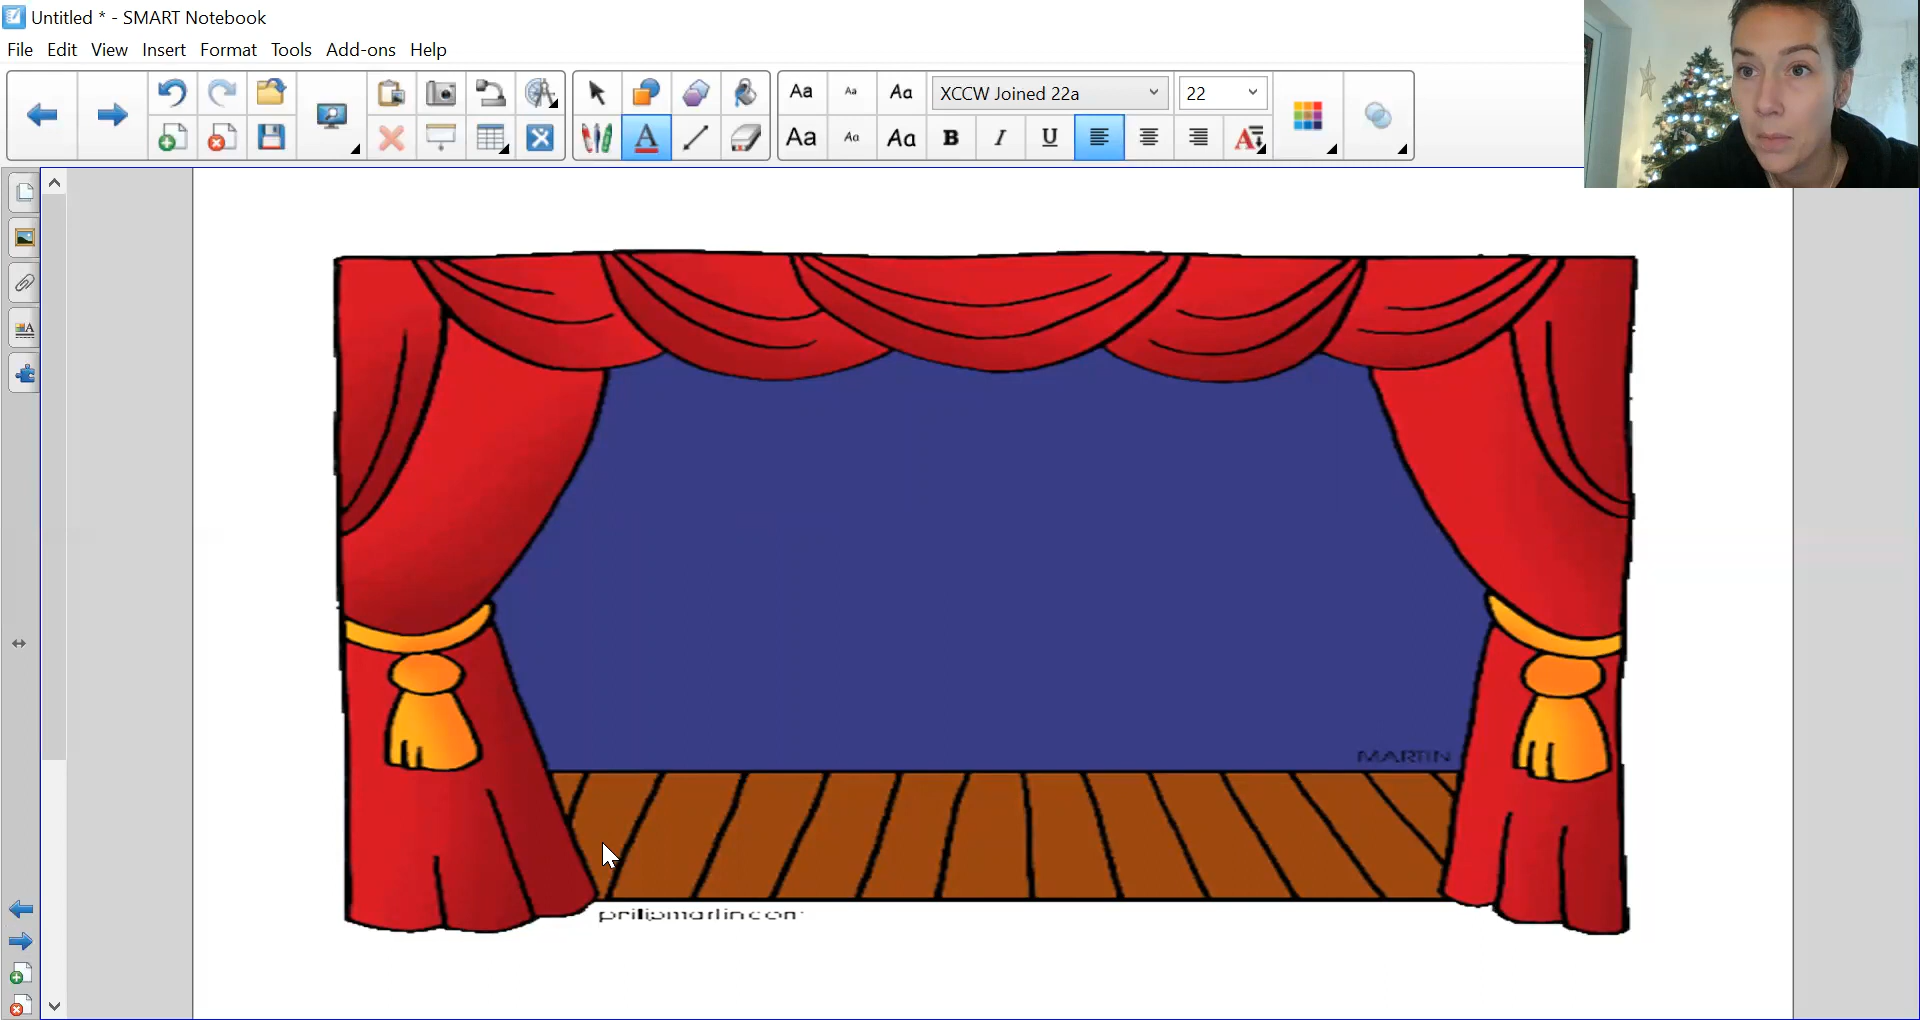 Untitled * - SMART Notebook
File Edit View Insert Format Tools Add-ons Help
Aa Aa Aa XCCW Joined 22a 22
Aa Aa Aa B I U A
MARTIN